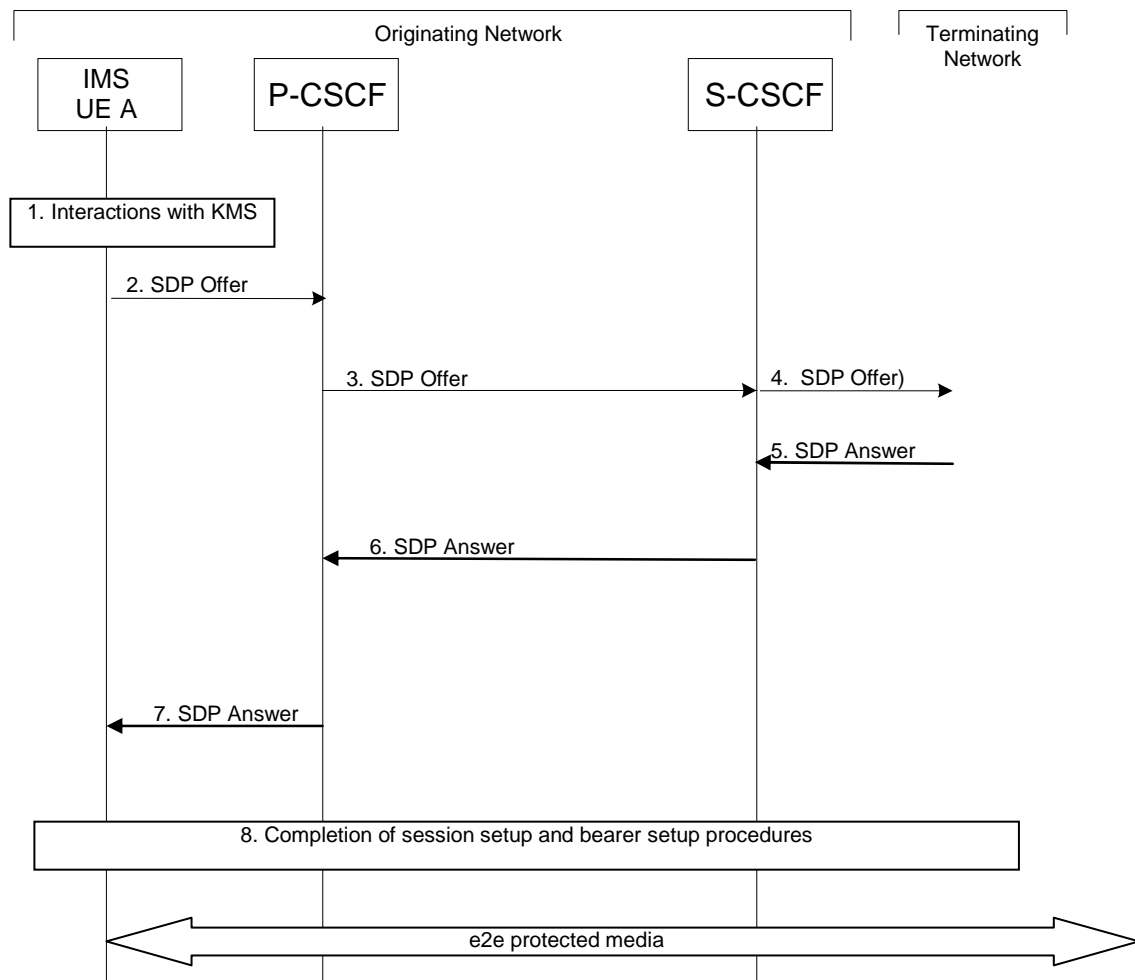 Originating Network
Terminating
Network
IMS
UE A
P-CSCF
S-CSCF
1. Interactions with KMS
2. SDP Offer
3. SDP Offer
4. SDP Offer)
5. SDP Answer
6. SDP Answer
7. SDP Answer
8. Completion of session setup and bearer setup procedures
e2e protected media